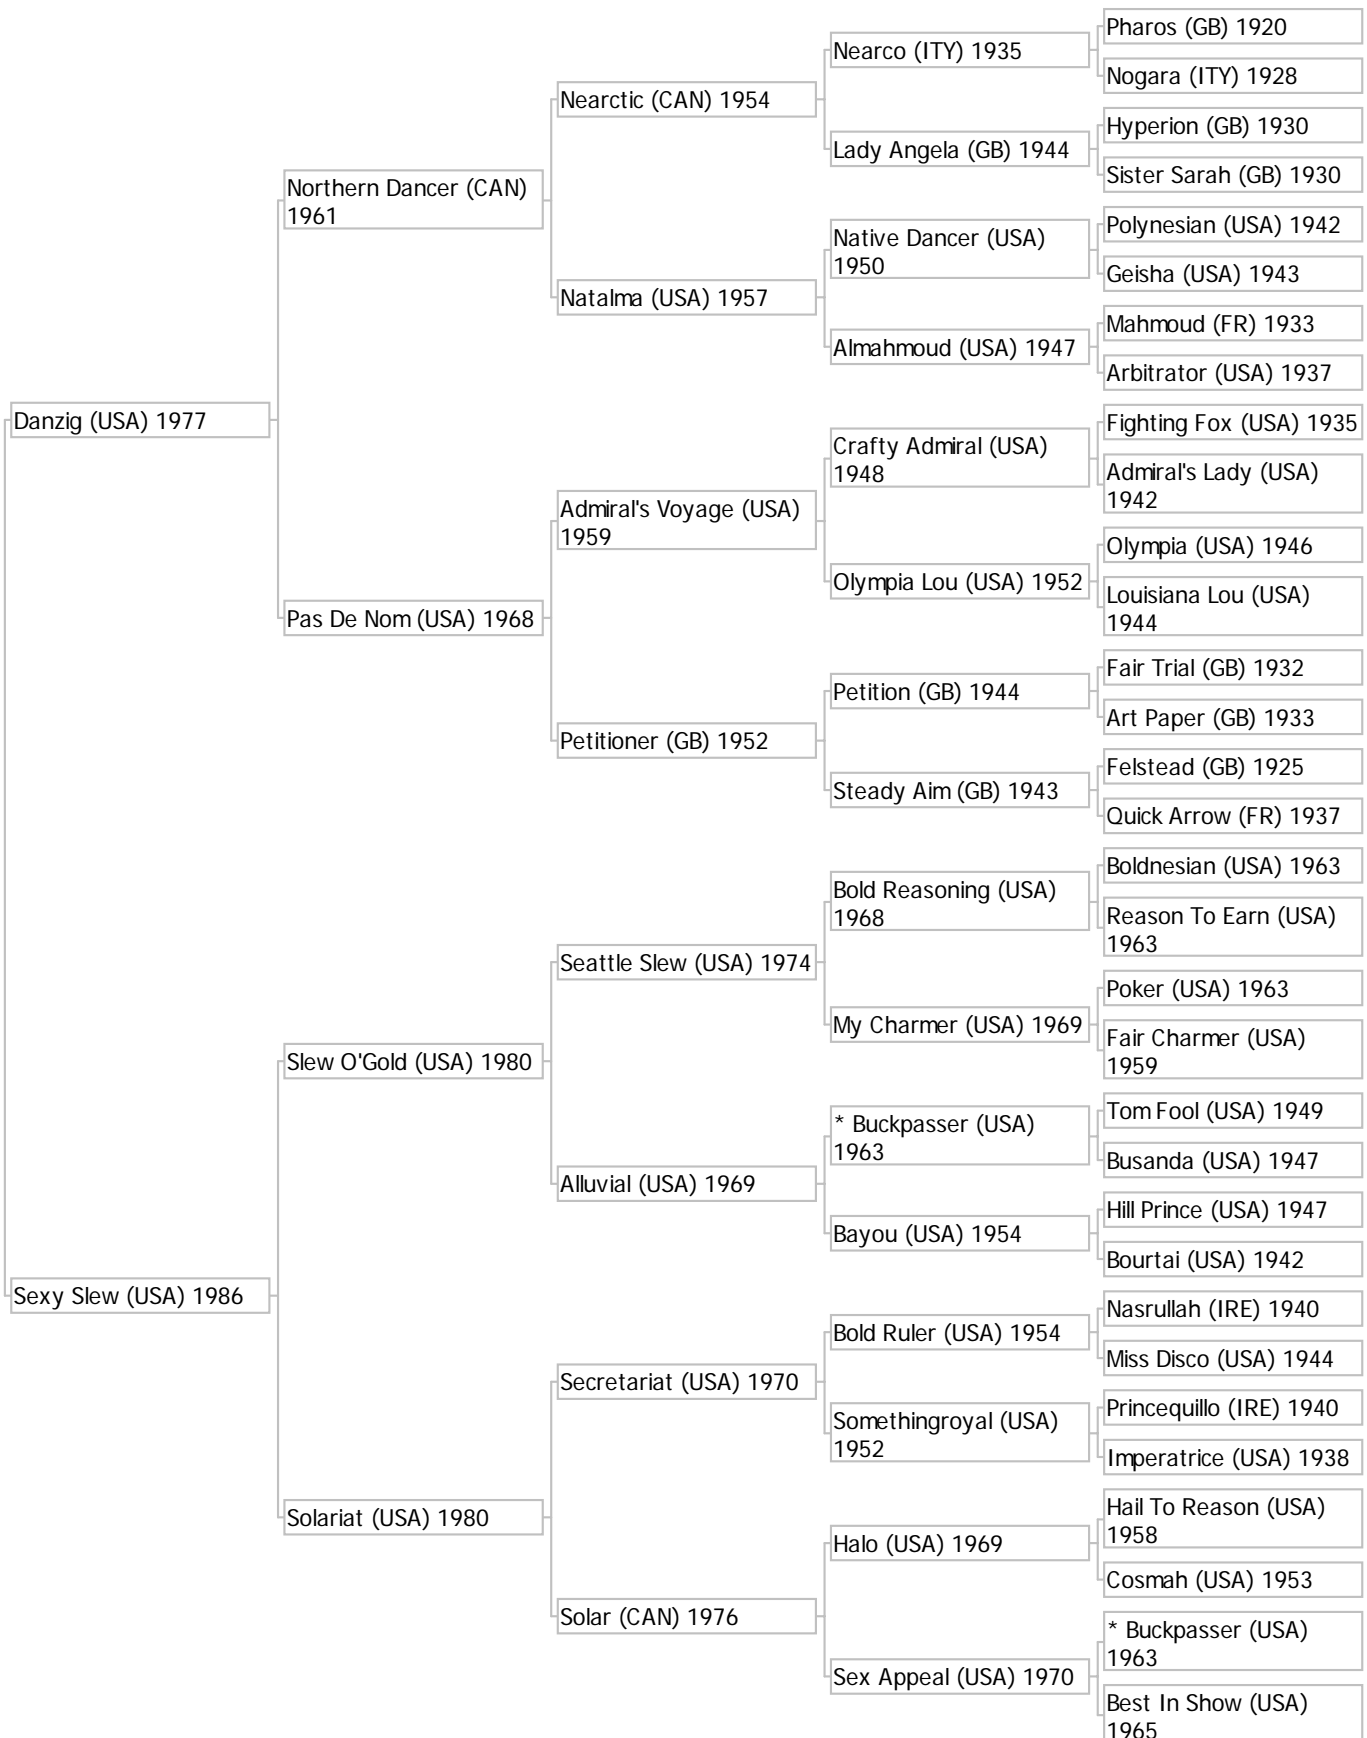 Pharos (GB) 1920
Nearco (ITY) 1935
Nogara (ITY) 1928
Nearctic (CAN) 1954
Hyperion (GB) 1930
Lady Angela (GB) 1944
Sister Sarah (GB) 1930
Northern Dancer (CAN)
1961
Polynesian (USA) 1942
Native Dancer (USA)
1950
Geisha (USA) 1943
Natalma (USA) 1957
Mahmoud (FR) 1933
Almahmoud (USA) 1947
Arbitrator (USA) 1937
Danzig (USA) 1977
Fighting Fox (USA) 1935
Crafty Admiral (USA)
1948
Admiral's Lady (USA)
1942
Admiral's Voyage (USA)
1959
Olympia (USA) 1946
Olympia Lou (USA) 1952
Louisiana Lou (USA)
1944
Pas De Nom (USA) 1968
Fair Trial (GB) 1932
Petition (GB) 1944
Art Paper (GB) 1933
Petitioner (GB) 1952
Felstead (GB) 1925
Steady Aim (GB) 1943
Quick Arrow (FR) 1937
Boldnesian (USA) 1963
Bold Reasoning (USA)
1968
Reason To Earn (USA)
1963
Seattle Slew (USA) 1974
Poker (USA) 1963
My Charmer (USA) 1969
Fair Charmer (USA)
1959
Slew O'Gold (USA) 1980
Tom Fool (USA) 1949
* Buckpasser (USA)
1963
Busanda (USA) 1947
Alluvial (USA) 1969
Hill Prince (USA) 1947
Bayou (USA) 1954
Bourtai (USA) 1942
Sexy Slew (USA) 1986
Nasrullah (IRE) 1940
Bold Ruler (USA) 1954
Miss Disco (USA) 1944
Secretariat (USA) 1970
Princequillo (IRE) 1940
Somethingroyal (USA)
1952
Imperatrice (USA) 1938
Solariat (USA) 1980
Hail To Reason (USA)
1958
Halo (USA) 1969
Cosmah (USA) 1953
Solar (CAN) 1976
* Buckpasser (USA)
1963
Sex Appeal (USA) 1970
Best In Show (USA)
1965